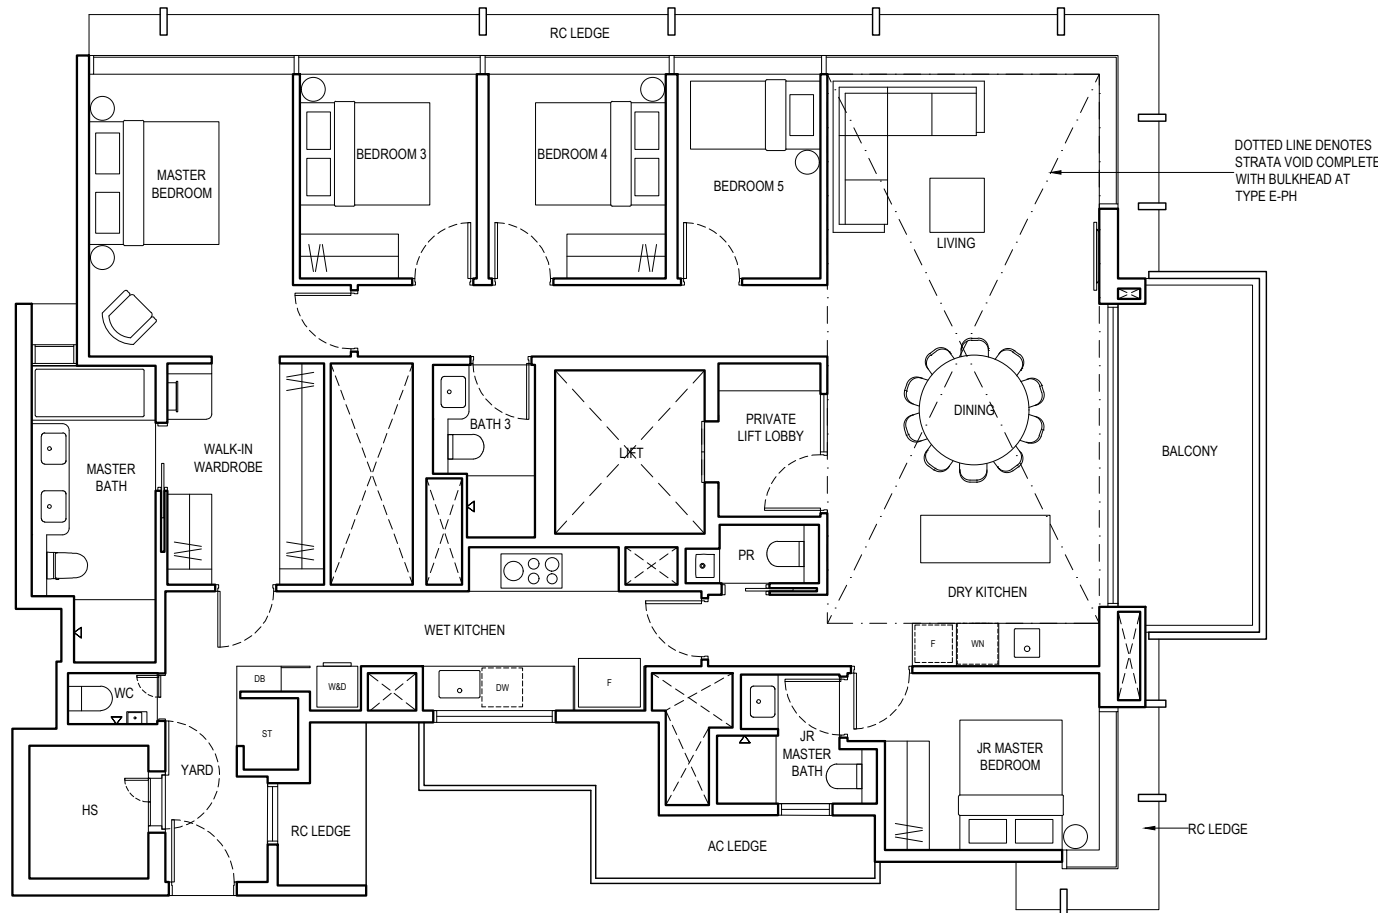 RC LEDGE
DOTTED LINE DENOTES
STRATA VOID COMPLETE
WITH BULKHEAD AT
TYPE E-PH
MASTER
BEDROOM
BEDROOM 3
BEDROOM 4
BEDROOM 5
LIVING
WALK-IN
WARDROBE
MASTER
BATH
BATH 3
LIFT
PRIVATE
LIFT LOBBY
DINING
BALCONY
PR
DRY KITCHEN
WET KITCHEN
F
WN
DB
W&D
DW
F
WC
ST
YARD
HS
RC LEDGE
JR
MASTER
BATH
JR MASTER
BEDROOM
AC LEDGE
RC LEDGE